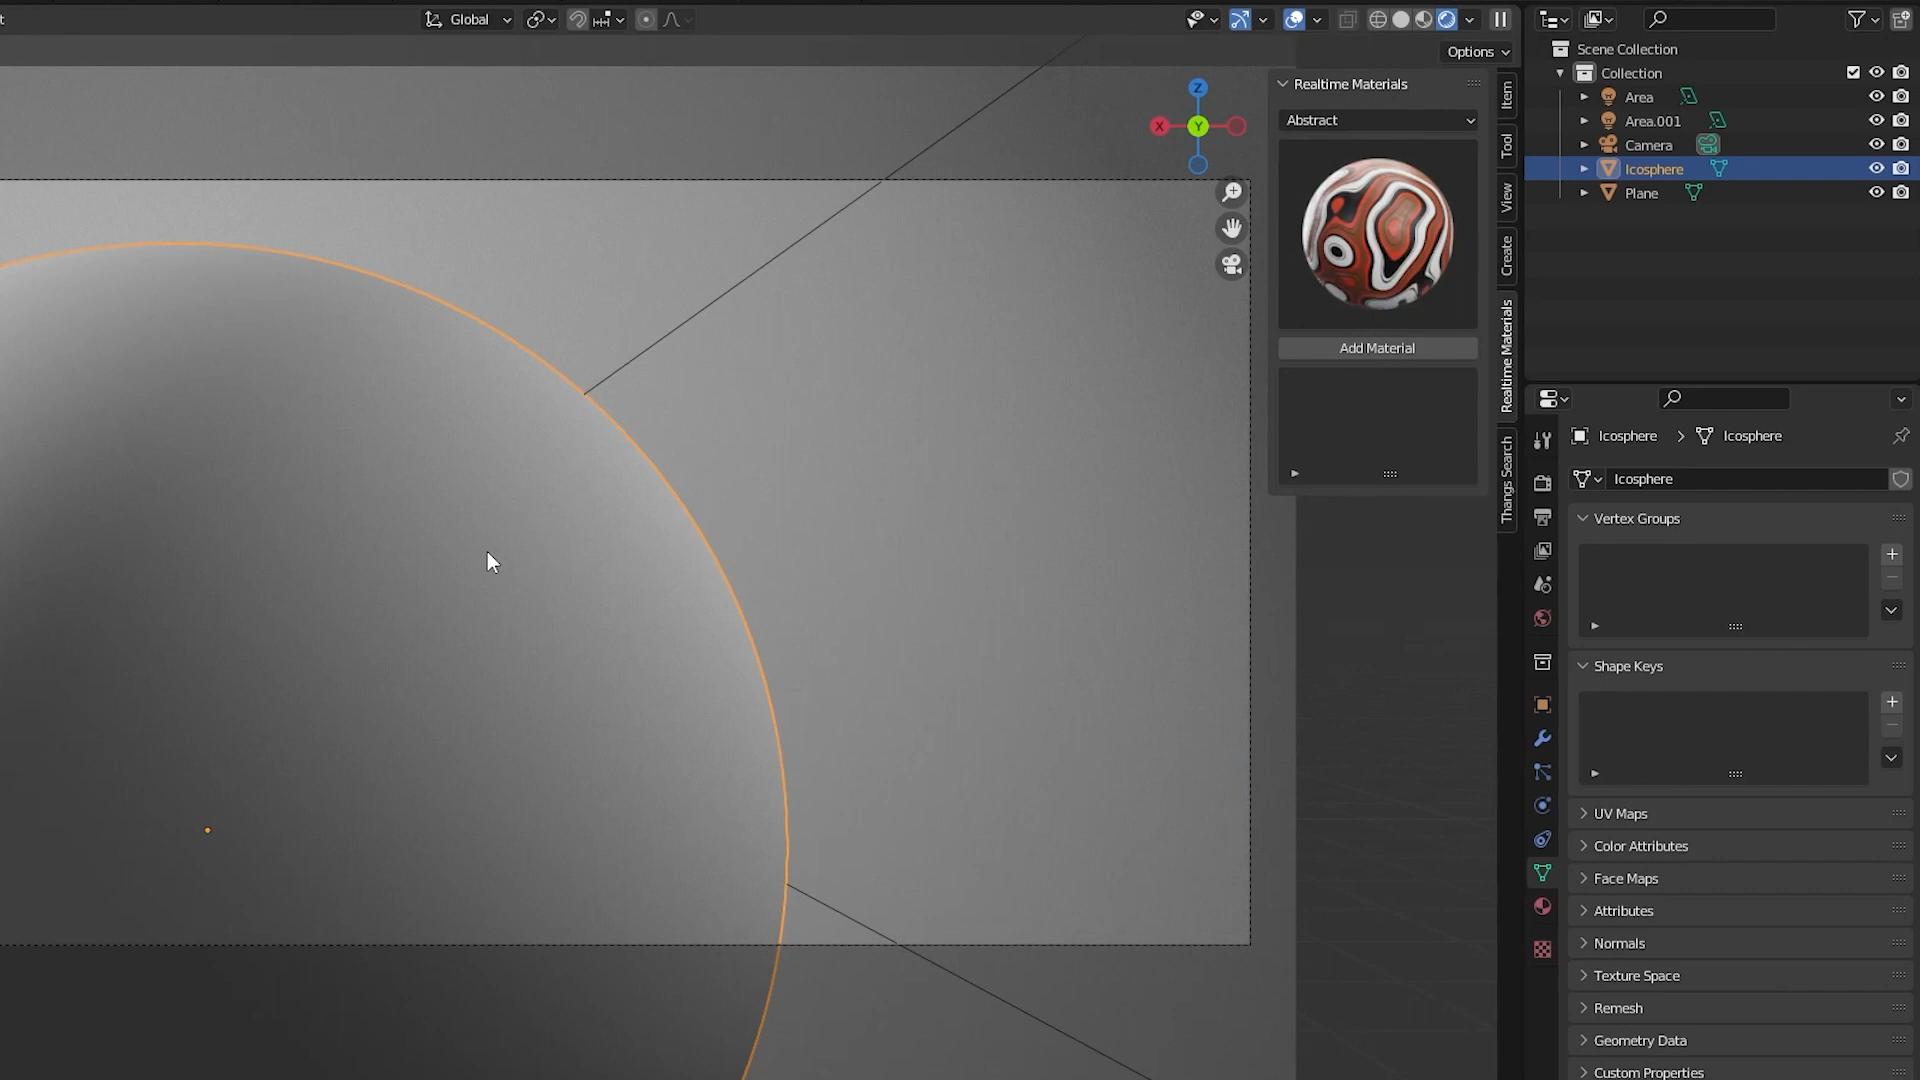 t
Global
Options
Realtime Materials
Abstract
Add Material
Item
Tool
View
Create
Realtime Materials
Thangs Search
X
Y
Z
Scene Collection
Collection
Area
Area.001
Camera
Icosphere
Plane
Icosphere
Icosphere
Icosphere
Vertex Groups
Shape Keys
UV Maps
Color Attributes
Face Maps
Attributes
Normals
Texture Space
Remesh
Geometry Data
Custom Properties